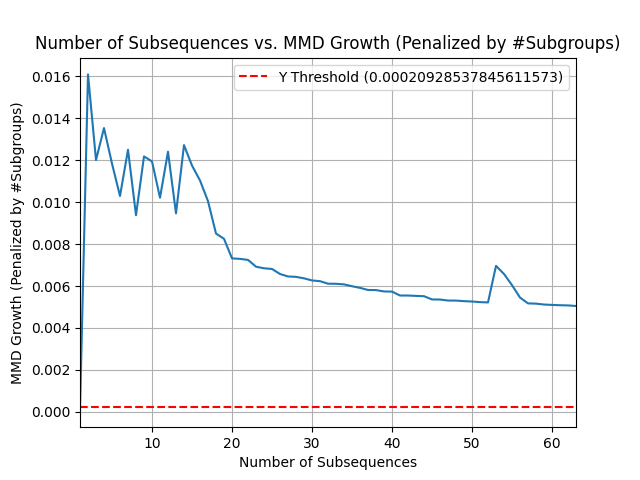 Number of Subsequences vs. MMD Growth (Penalized by #Subgroups)
Y Threshold (0.00020928537845611573)
MMD Growth (Penalized by #Subgroups)
0.016
0.014
0.012
0.010
0.008
0.006
0.004
0.002
0.000
10 20 30 40 50 60
Number of Subsequences